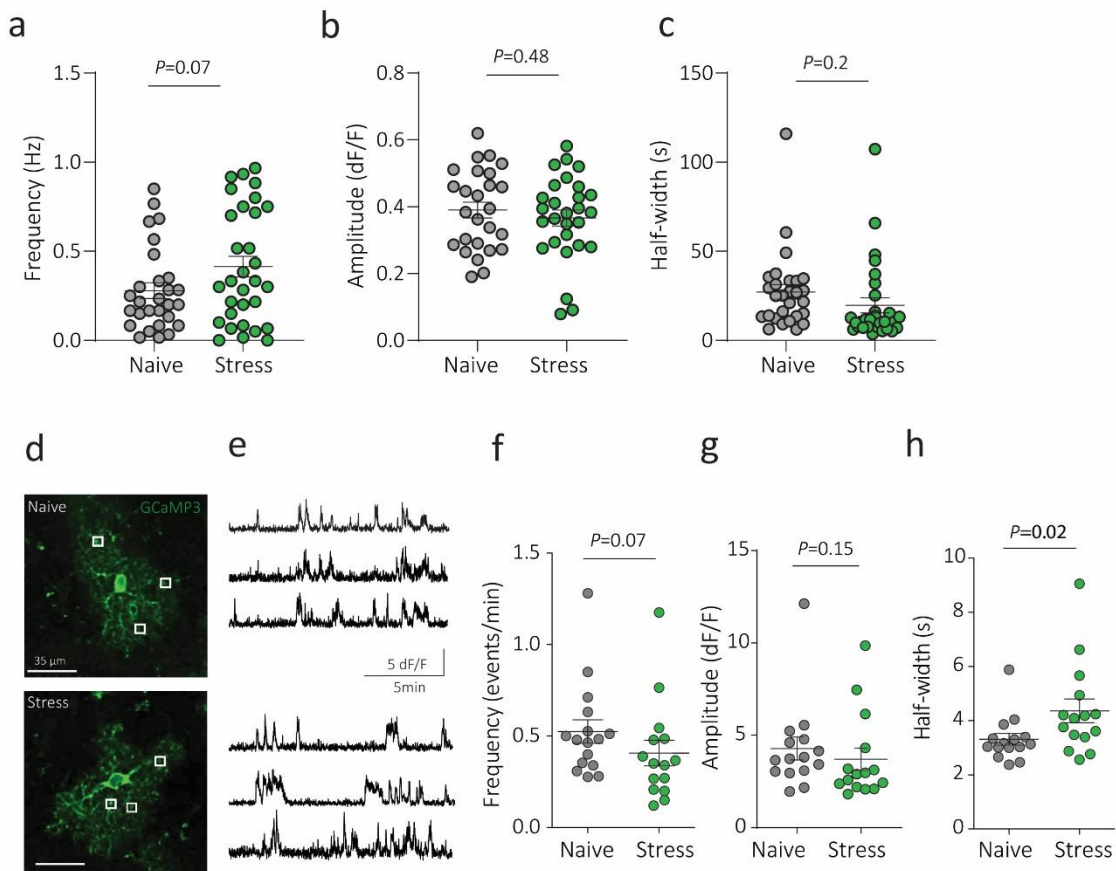 a
P=0.07
Frequency (Hz)
1.5
1.0
0.5
0.0
Naive Stress
b
P=0.48
Amplitude (dF/F)
0.8
0.6
0.4
0.2
0.0
Naive Stress
c
P=0.2
Half-width (s)
150
100
50
0
Naive Stress
d
Naive GCaMP3
35 µm
Stress
e
5 dF/F
5min
f
P=0.07
Frequency (events/min)
1.5
1.0
0.5
0.0
Naive Stress
g
P=0.15
Amplitude (dF/F)
15
10
5
0
Naive Stress
h
P=0.02
Half-width (s)
10
8
6
4
2
0
Naive Stress